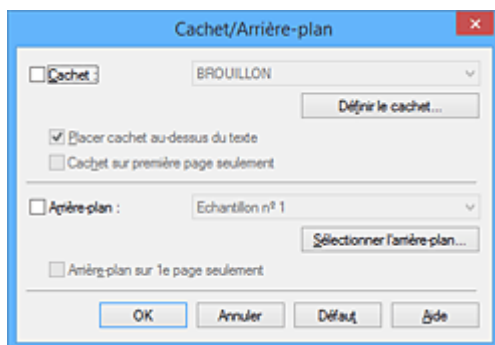 Cachet/Arrière-plan
Cachet :
BROUILLON
Définir le cachet...
Placer cachet au-dessus du texte
Cachet sur première page seulement
Arrière-plan :
Echantillon nº 1
Sélectionner l'arrière-plan...
Arrière-plan sur 1e page seulement
OK Annuler Défaut Aide